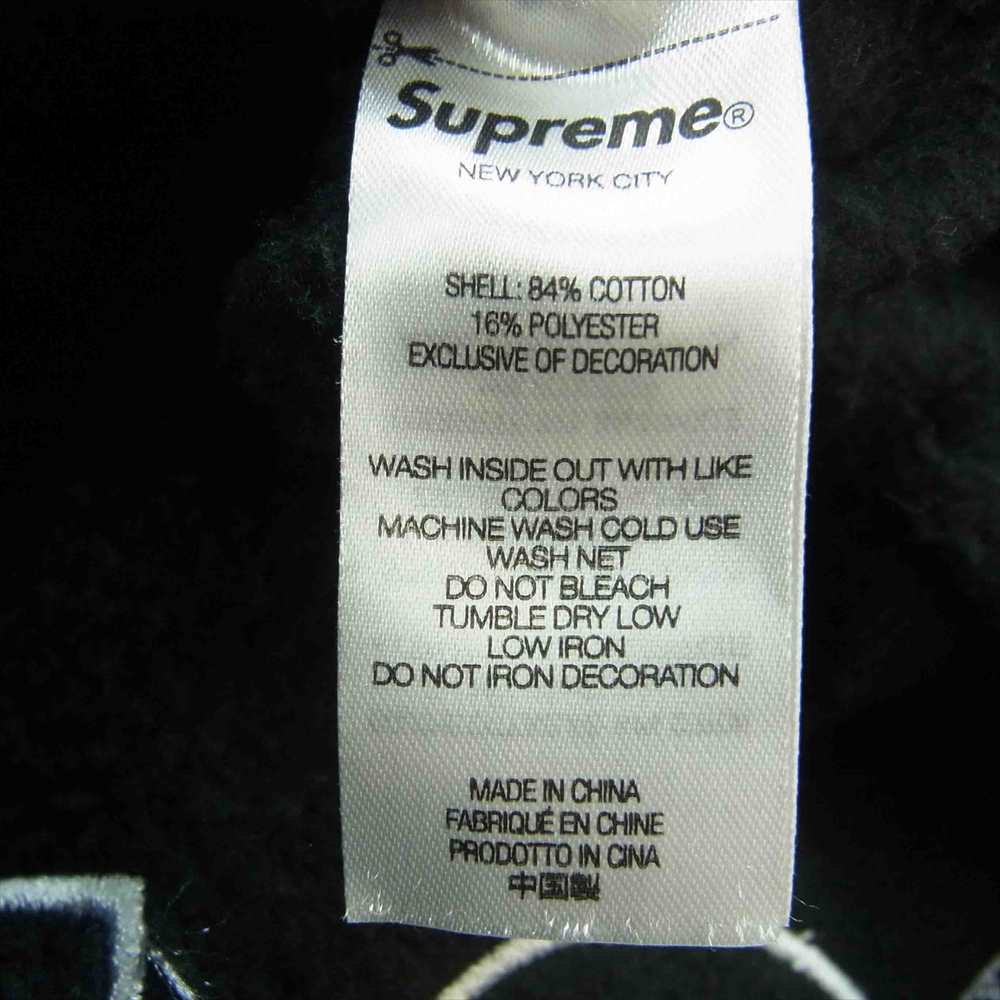 Supreme®
NEW YORK CITY
SHELL: 84% COTTON
16% POLYESTER
EXCLUSIVE OF DECORATION
WASH INSIDE OUT WITH LIKE
COLORS
MACHINE WASH COLD USE
WASH NET
DO NOT BLEACH
TUMBLE DRY LOW
LOW IRON
DO NOT IRON DECORATION
MADE IN CHINA
FABRIQUÉ EN CHINE
PRODOTTO IN CINA
中国製